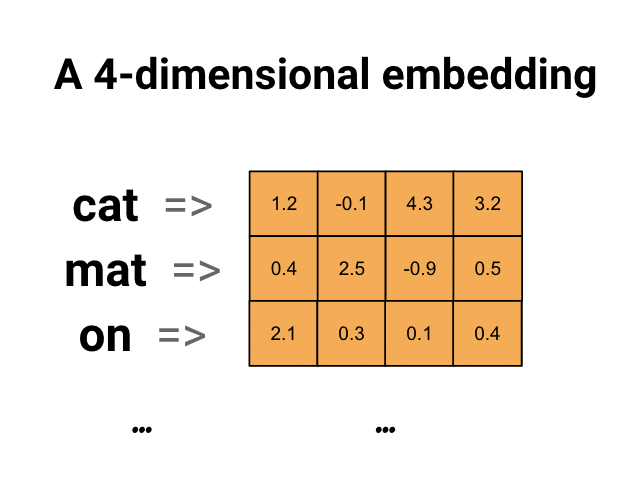 A 4-dimensional embedding
cat => 1.2 -0.1 4.3 3.2
mat => 0.4 2.5 -0.9 0.5
on => 2.1 0.3 0.1 0.4
... ...